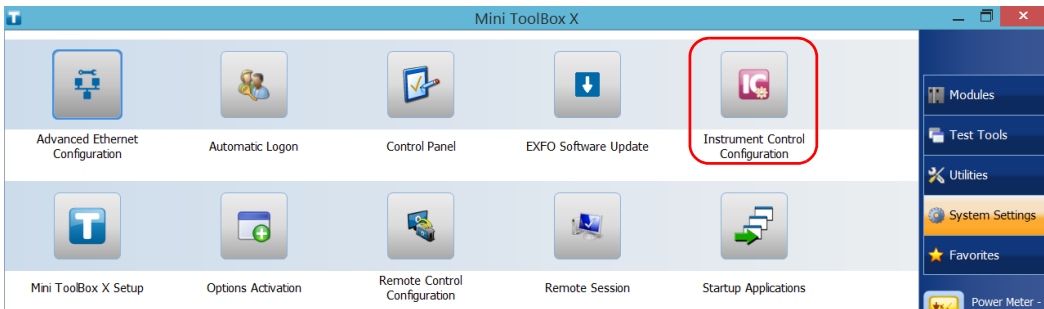 Mini ToolBox X
IC
Advanced Ethernet
Configuration
Automatic Logon
Control Panel
EXFO Software Update
Instrument Control
Configuration
T
Mini ToolBox X Setup
Options Activation
Remote Control
Configuration
Remote Session
Startup Applications
Modules
Test Tools
Utilities
System Settings
Favorites
Power Meter -